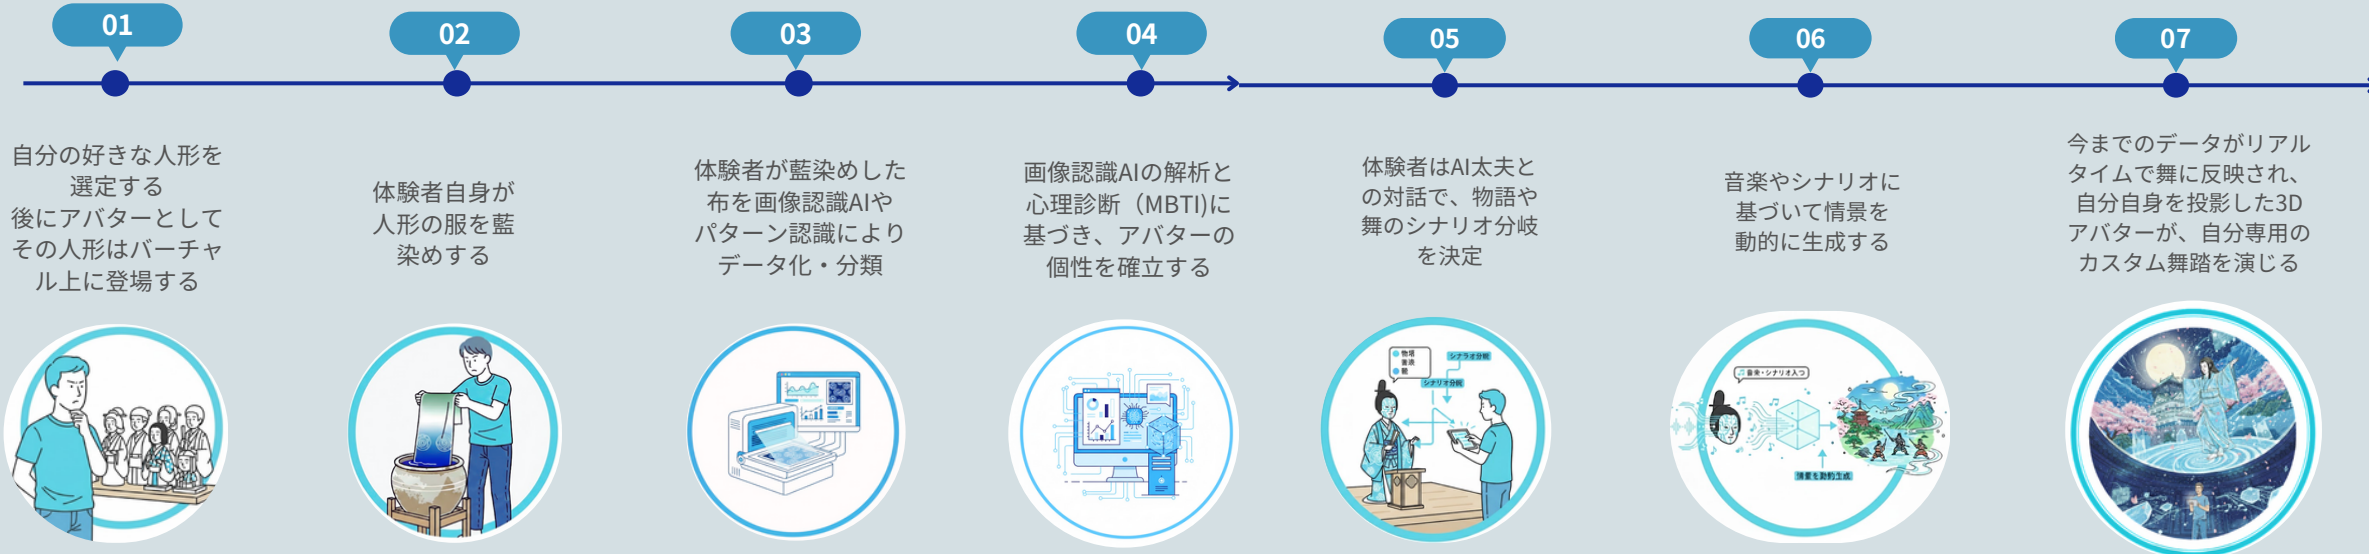 01
自分の好きな人形を
選定する
後にアバターとして
その人形はバーチャ
ル上に登場する
02
体験者自身が
人形の服を藍
染めする
03
体験者が藍染めした
布を画像認識AIや
パターン認識により
データ化・分類
04
画像認識AIの解析と
心理診断（MBTI)に
基づき、アバターの
個性を確立する
05
体験者はAI太夫と
の対話で、物語や
舞のシナリオ分岐
を決定
シナリオ分岐
06
音楽やシナリオに
基づいて情景を
動的に生成する
音楽・シナリオ入つ
情景を動的生成
07
今までのデータがリアル
タイムで舞に反映され、
自分自身を投影した3D
アバターが、自分専用の
カスタム舞踏を演じる